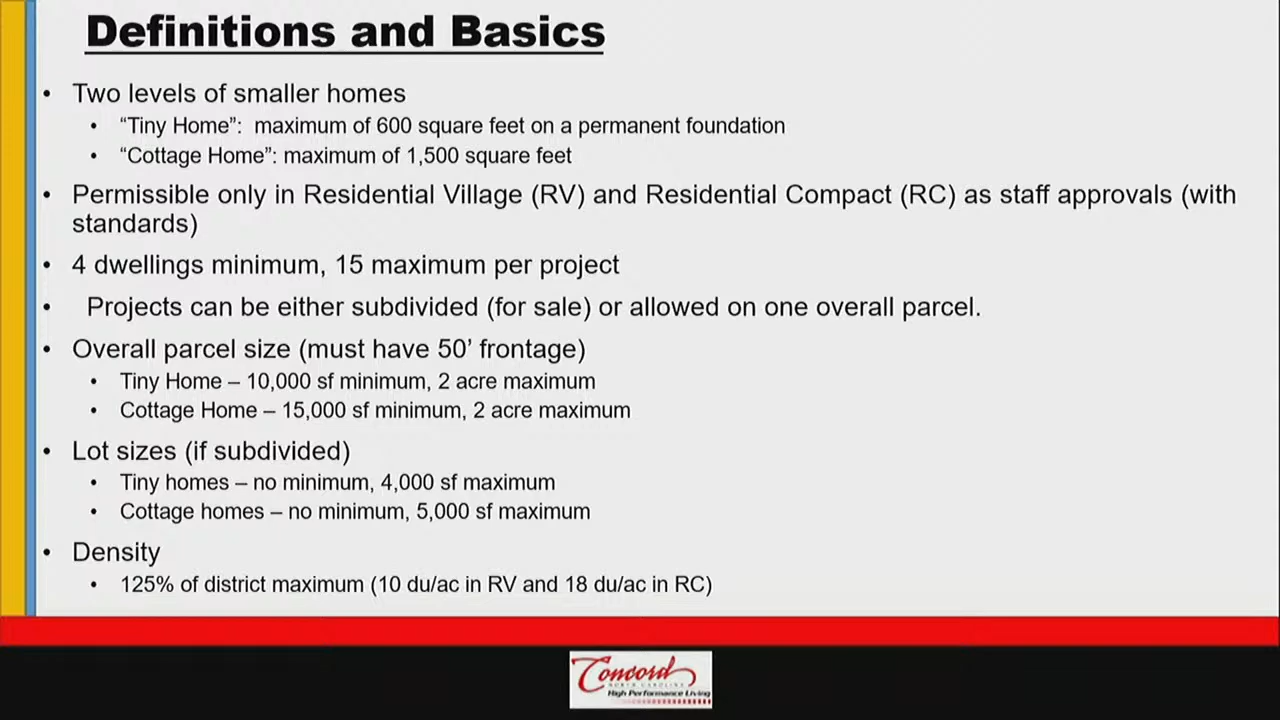 Definitions and Basics
• Two levels of smaller homes
• “Tiny Home”: maximum of 600 square feet on a permanent foundation
• “Cottage Home”: maximum of 1,500 square feet
• Permissible only in Residential Village (RV) and Residential Compact (RC) as staff approvals (with
standards)
• 4 dwellings minimum, 15 maximum per project
• Projects can be either subdivided (for sale) or allowed on one overall parcel.
• Overall parcel size (must have 50’ frontage)
• Tiny Home – 10,000 sf minimum, 2 acre maximum
• Cottage Home – 15,000 sf minimum, 2 acre maximum
• Lot sizes (if subdivided)
• Tiny homes – no minimum, 4,000 sf maximum
• Cottage homes – no minimum, 5,000 sf maximum
• Density
• 125% of district maximum (10 du/ac in RV and 18 du/ac in RC)
Concord
NORTH CAROLINA
High Performance Living